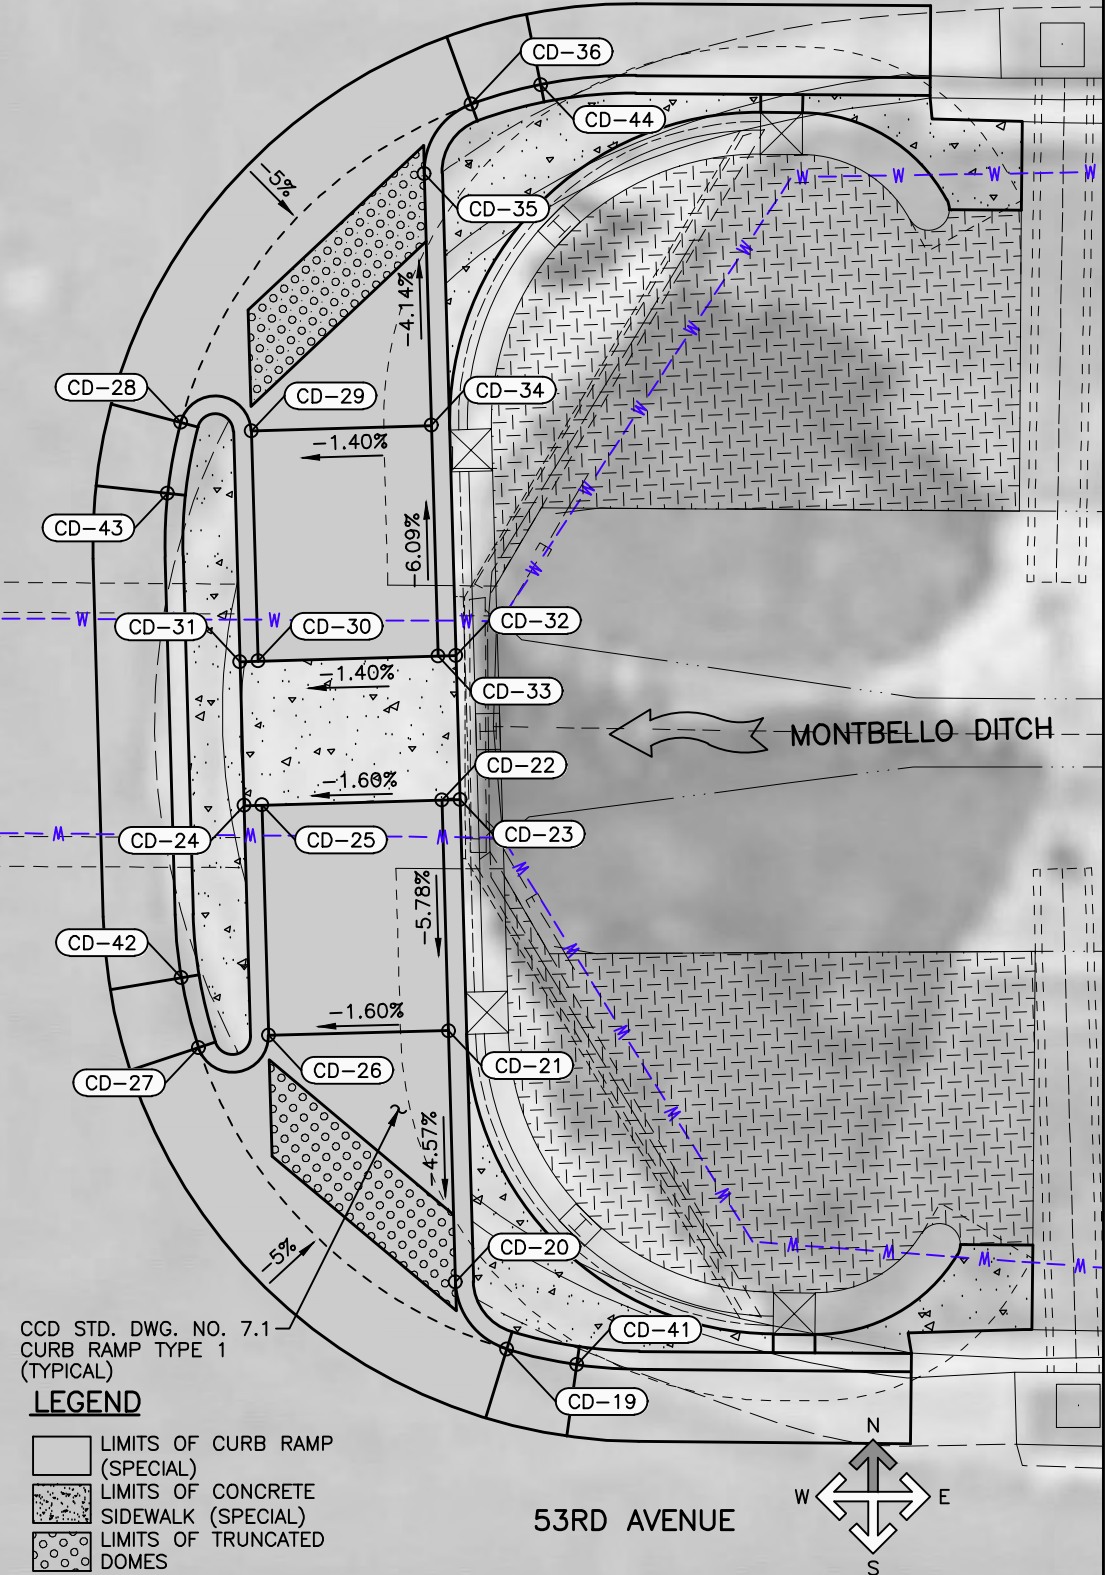 CD-36
CD-44
-5%
CD-35
-4.14%
CD-28
CD-29
CD-34
-1.40%
CD-43
-6.09%
W W W W
W
W
W
W
W
W W W
CD-31
CD-30
CD-32
-1.40%
CD-33
MONTBELLO DITCH
CD-22
-1.60%
CD-24
CD-25
CD-23
W W W
W
W
W
W
W
W W W W
-5.78%
CD-42
-1.60%
CD-27
CD-26
CD-21
-4.57%
CD-20
-5%
CCD STD. DWG. NO. 7.1
CURB RAMP TYPE 1
(TYPICAL)
CD-41
CD-19
LEGEND
LIMITS OF CURB RAMP
(SPECIAL)
LIMITS OF CONCRETE
SIDEWALK (SPECIAL)
LIMITS OF TRUNCATED
DOMES
53RD AVENUE
N
W E
S